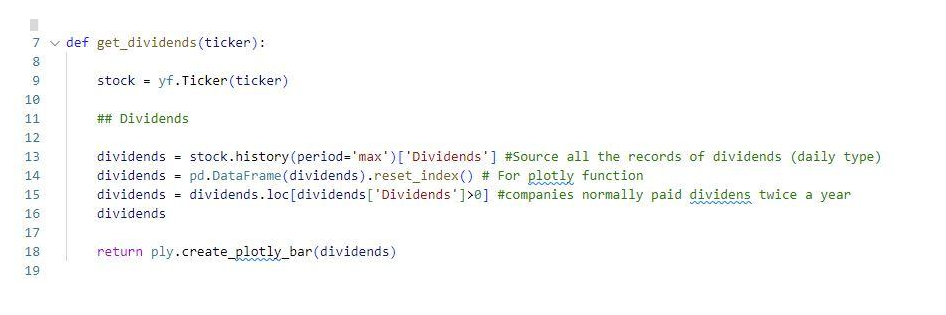 7 def get_dividends(ticker):
8
9 stock = yf.Ticker(ticker)
10
11 ## Dividends
12
13 dividends = stock.history(period='max')['Dividends'] #Source all the records of dividends (daily type)
14 dividends = pd.DataFrame(dividends).reset_index() # For plotly function
15 dividends = dividends.loc[dividends['Dividends']>0] #companies normally paid dividens twice a year
16 dividends
17
18 return ply.create_plotly_bar(dividends)
19